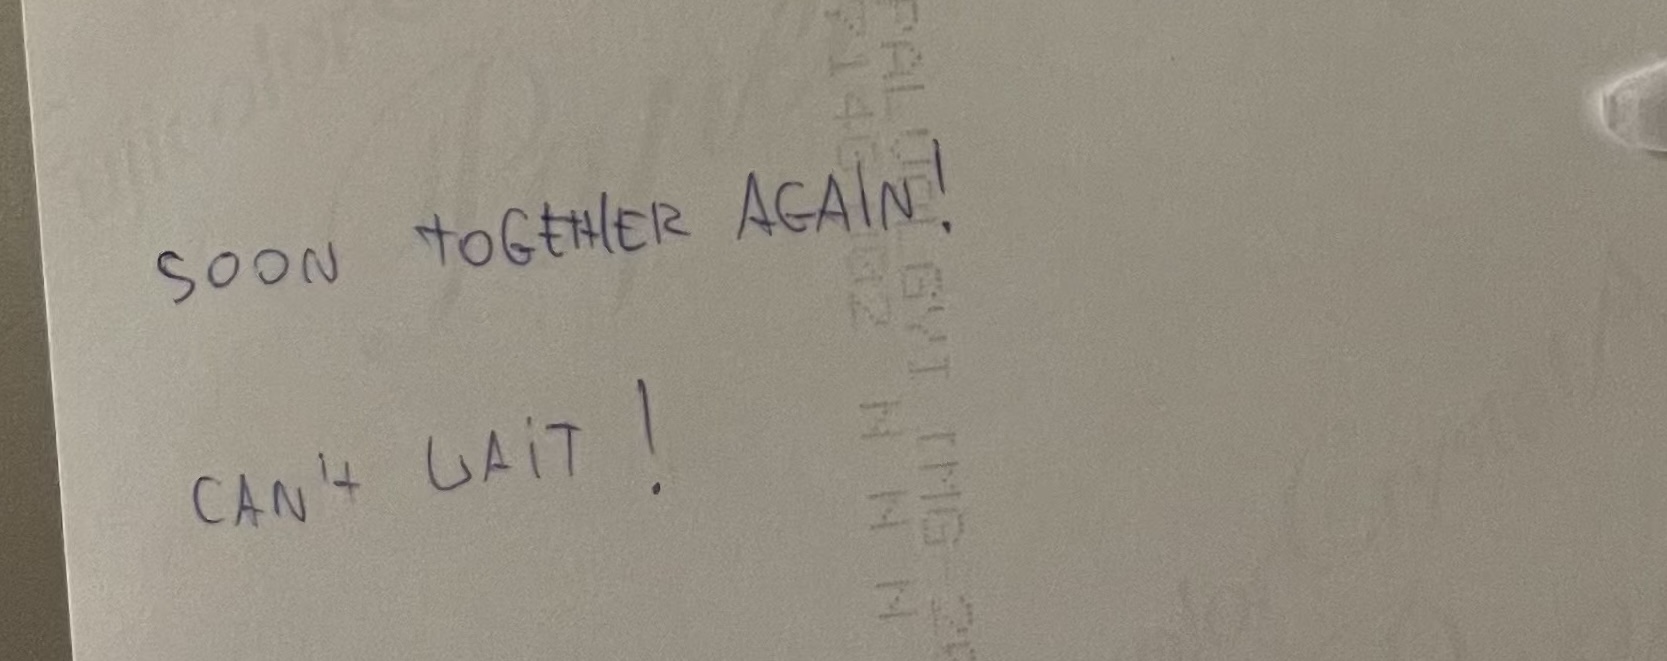 SOON TOGETHER AGAIN!
CAN't WAiT!